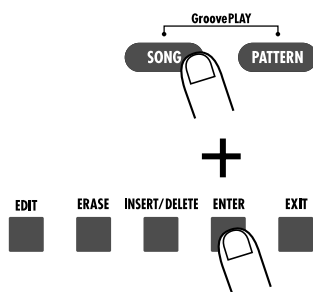 GroovePLAY
SONG PATTERN
+
EDIT ERASE INSERT/DELETE ENTER EXIT